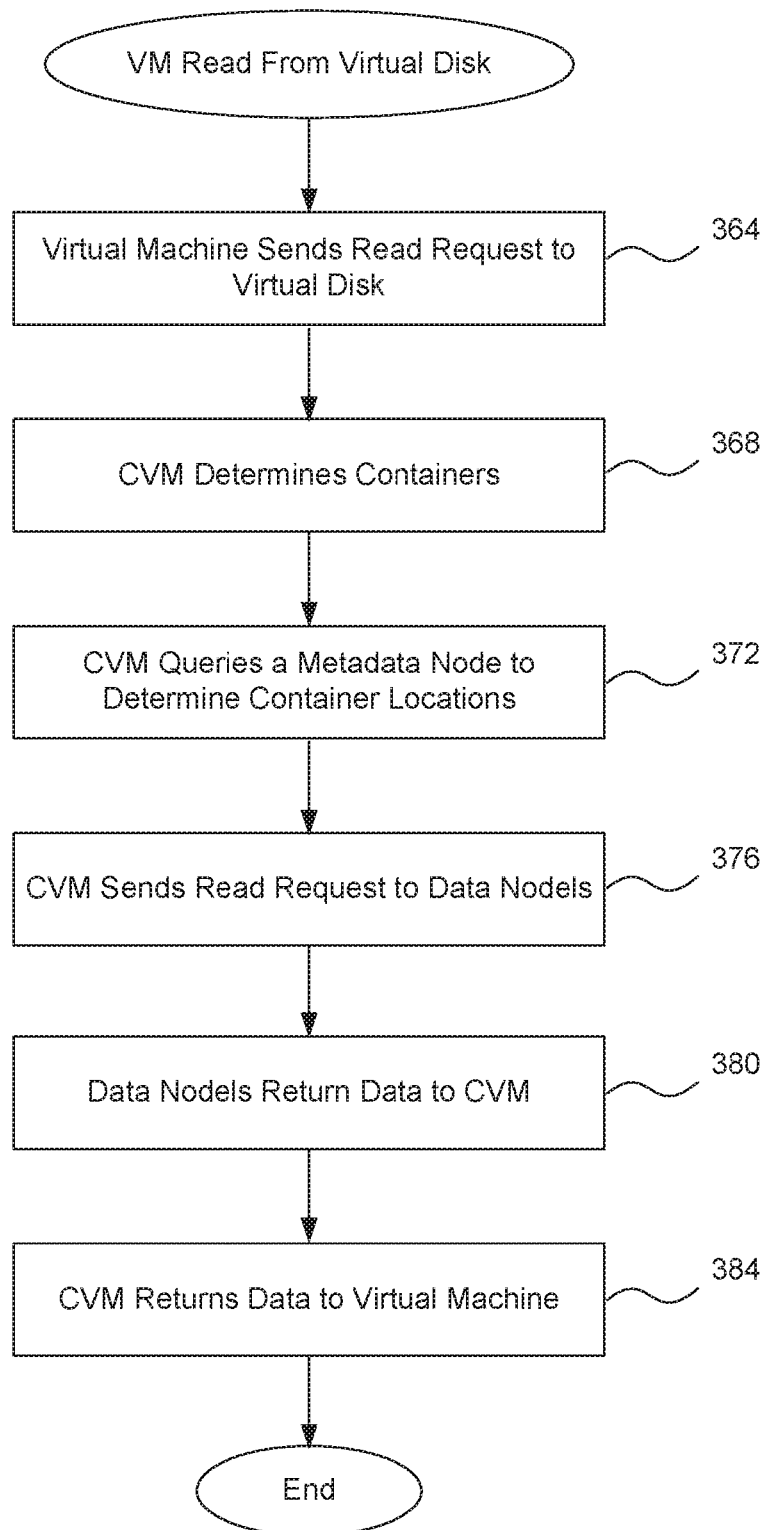 VM Read From Virtual Disk
Virtual Machine Sends Read Request to
Virtual Disk
364
CVM Determines Containers
368
CVM Queries a Metadata Node to
Determine Container Locations
372
CVM Sends Read Request to Data Nodels
376
Data Nodels Return Data to CVM
380
CVM Returns Data to Virtual Machine
384
End